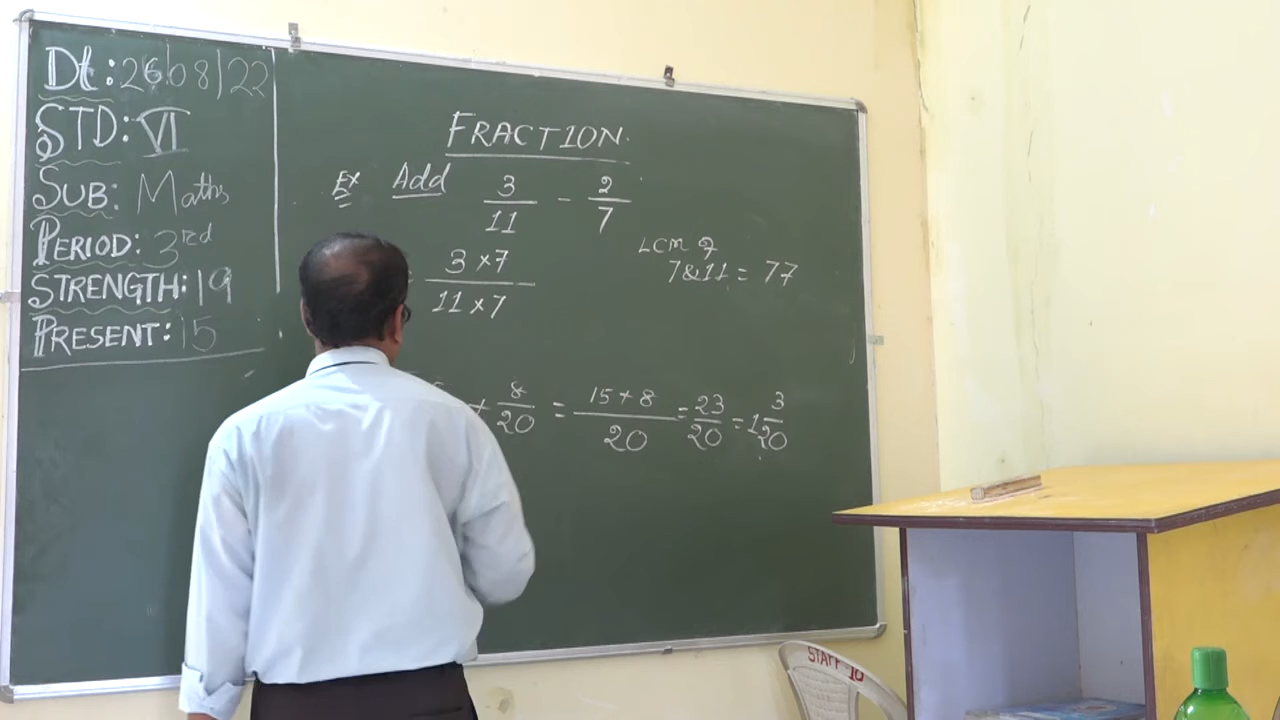 Dt: 26/08/22
STD: VI
SUB: Maths
PERIOD: 3rd
STRENGTH: 19
PRESENT: 15
FRACTION.
Ex Add 3/11 - 2/7
LCM of
7 & 11 = 77
= 3 × 7 / 11 × 7
+ 8/20 = 15 + 8 / 20 = 23/20 = 1 3/20
STAFF-10